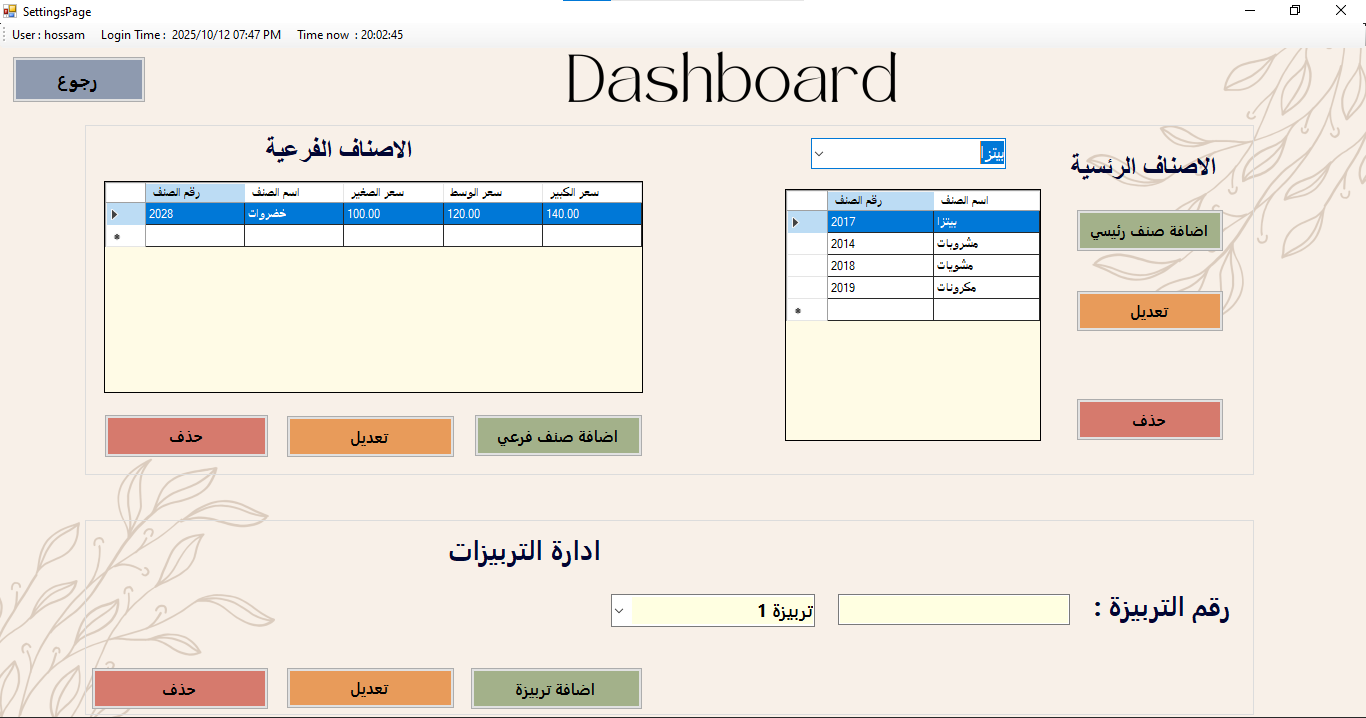 SettingsPage
User : hossam Login Time : 2025/10/12 07:47 PM Time now : 20:02:45
رجوع
Dashboard
الاصناف الرئسية
بيتزا
اضافة صنف رئيسي
تعديل
حذف
رقم الصنف اسم الصنف
2017 بيتزا
2014 مشروبات
2018 مشويات
2019 مكرونات
الاصناف الفرعية
رقم الصنف اسم الصنف سعر الصغير سعر الوسط سعر الكبير
2028 خضروات 100.00 120.00 140.00
اضافة صنف فرعي
تعديل
حذف
ادارة التربيزات
رقم التربيزة :
تربيزة 1
اضافة تربيزة
تعديل
حذف